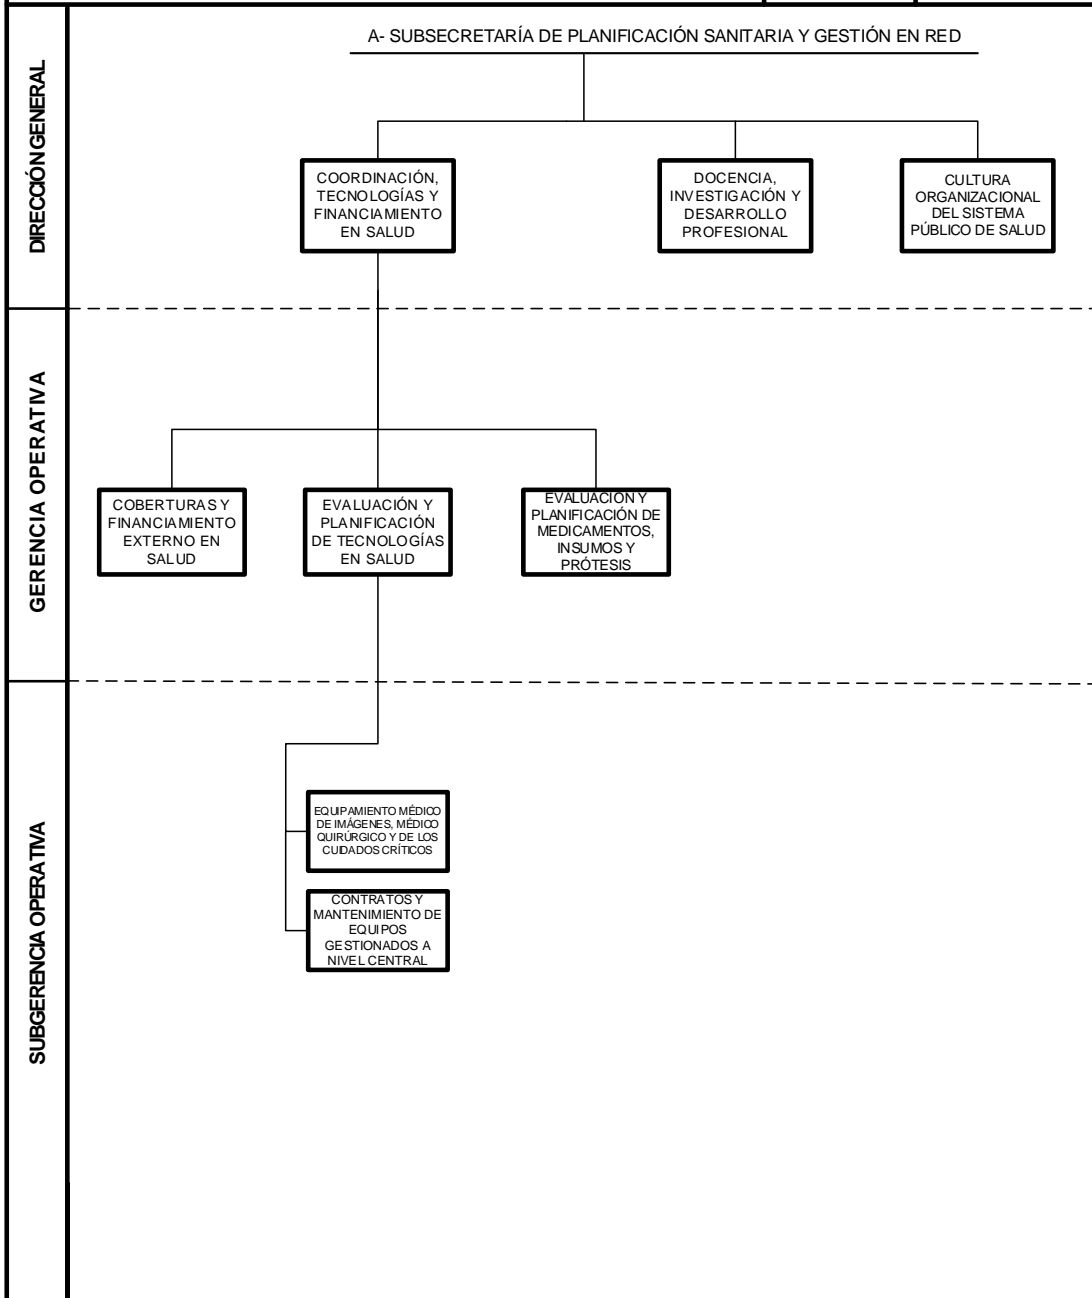 A- SUBSECRETARÍA DE PLANIFICACIÓN SANITARIA Y GESTIÓN EN RED
DIRECCIÓN GENERAL
COORDINACIÓN,
TECNOLOGÍAS Y
FINANCIAMIENTO
EN SALUD
DOCENCIA,
INVESTIGACIÓN Y
DESARROLLO
PROFESIONAL
CULTURA
ORGANIZACIONAL
DEL SISTEMA
PÚBLICO DE SALUD
GERENCIA OPERATIVA
COBERTURAS Y
FINANCIAMIENTO
EXTERNO EN
SALUD
EVALUACIÓN Y
PLANIFICACIÓN
DE TECNOLOGÍAS
EN SALUD
EVALUACIÓN Y
PLANIFICACIÓN DE
MEDICAMENTOS,
INSUMOS Y
PRÓTESIS
SUBGERENCIA OPERATIVA
EQUIPAMIENTO MÉDICO
DE IMÁGENES, MÉDICO
QUIRÚRGICO Y DE LOS
CUIDADOS CRÍTICOS
CONTRATOS Y
MANTENIMIENTO DE
EQUIPOS
GESTIONADOS A
NIVEL CENTRAL